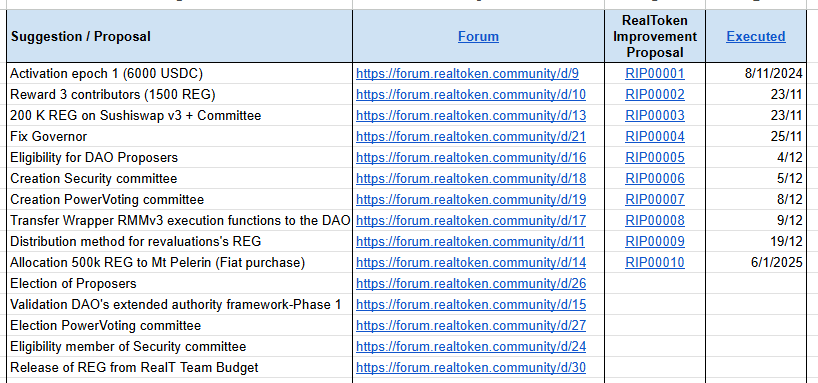 Suggestion / Proposal Forum RealToken Improvement Proposal Executed
Activation epoch 1 (6000 USDC) https://forum.realtoken.community/d/9 RIP00001 8/11/2024
Reward 3 contributors (1500 REG) https://forum.realtoken.community/d/10 RIP00002 23/11
200 K REG on Sushiswap v3 + Committee https://forum.realtoken.community/d/13 RIP00003 23/11
Fix Governor https://forum.realtoken.community/d/21 RIP00004 25/11
Eligibility for DAO Proposers https://forum.realtoken.community/d/16 RIP00005 4/12
Creation Security committee https://forum.realtoken.community/d/18 RIP00006 5/12
Creation PowerVoting committee https://forum.realtoken.community/d/19 RIP00007 8/12
Transfer Wrapper RMMv3 execution functions to the DAO https://forum.realtoken.community/d/17 RIP00008 9/12
Distribution method for revaluations's REG https://forum.realtoken.community/d/11 RIP00009 19/12
Allocation 500k REG to Mt Pelerin (Fiat purchase) https://forum.realtoken.community/d/14 RIP00010 6/1/2025
Election of Proposers https://forum.realtoken.community/d/26
Validation DAO's extended authority framework-Phase 1 https://forum.realtoken.community/d/15
Election PowerVoting committee https://forum.realtoken.community/d/27
Eligibility member of Security committee https://forum.realtoken.community/d/24
Release of REG from RealT Team Budget https://forum.realtoken.community/d/30